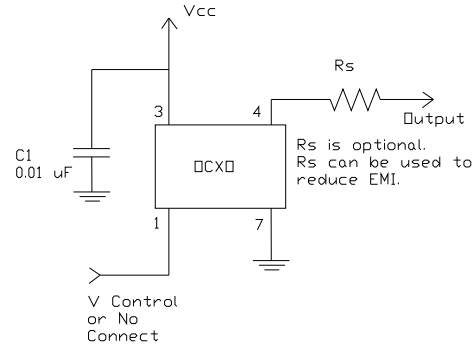 Vcc
Rs
3
4
Output
C1
0.01 uF
OCXO
Rs is optional.
Rs can be used to
reduce EMI.
1
7
V Control
or No
Connect